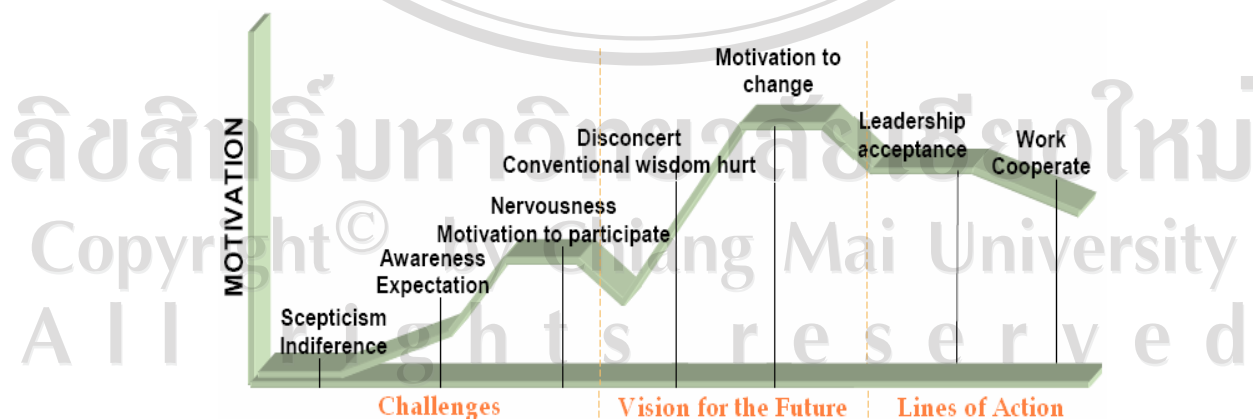 Motivation to
change
Disconcert
Conventional wisdom hurt
Leadership
acceptance
Work
Cooperate
Nervousness
Motivation to participate
Awareness
Expectation
Scepticism
Indiference
MOTIVATION
Challenges
Vision for the Future
Lines of Action
ลิขสิทธิ์มหาวิทยาลัยเชียงใหม่
Copyright© by Chiang Mai University
All rights reserved